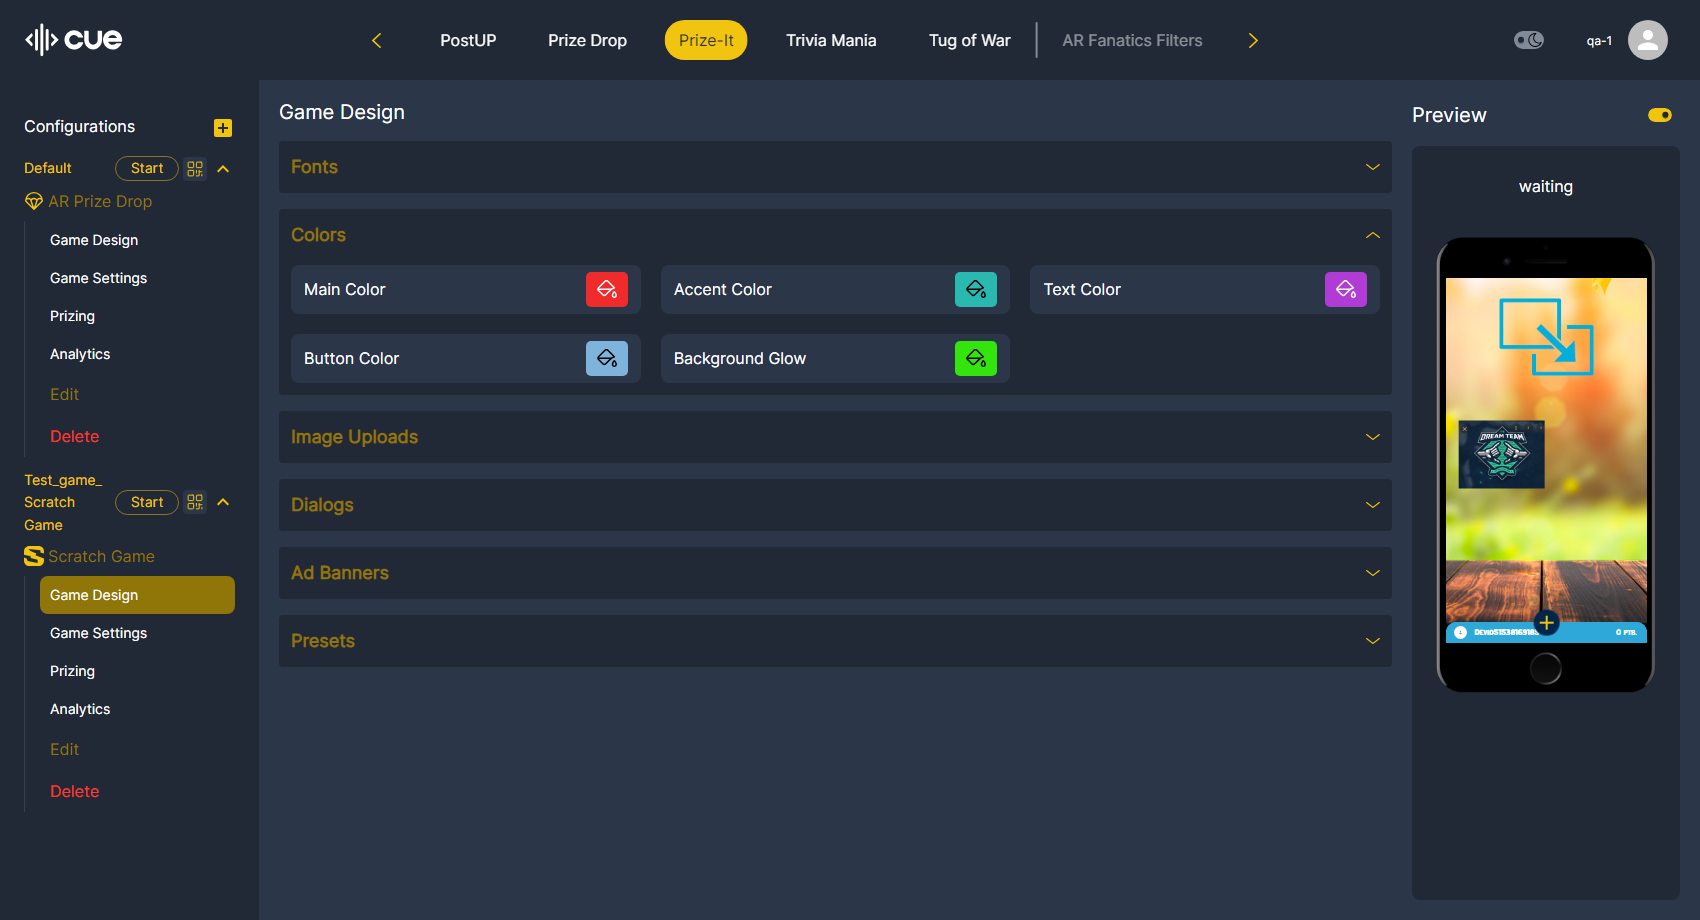 cue
PostUP
Prize Drop
Prize-It
Trivia Mania
Tug of War
AR Fanatics Filters
qa-1
Configurations
Default
Start
AR Prize Drop
Game Design
Game Settings
Prizing
Analytics
Edit
Delete
Test_game_
Scratch
Game
Start
Scratch Game
Game Design
Game Settings
Prizing
Analytics
Edit
Delete
Game Design
Fonts
Colors
Main Color
Accent Color
Text Color
Button Color
Background Glow
Image Uploads
Dialogs
Ad Banners
Presets
Preview
waiting
DREAM TEAM
0 PTS.